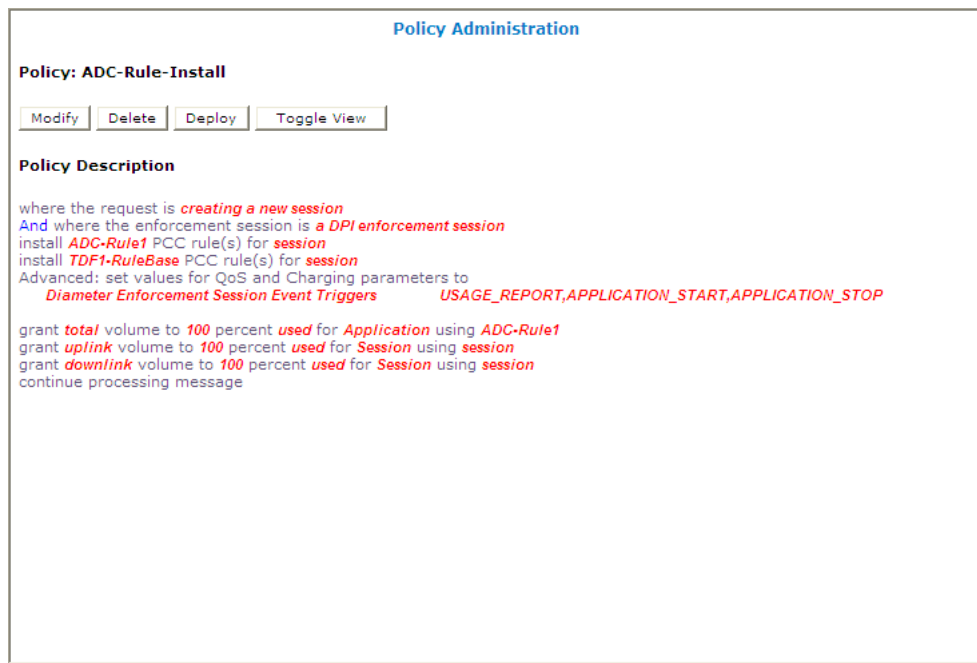 Policy Administration
Policy: ADC-Rule-Install
Modify Delete Deploy Toggle View
Policy Description
where the request is creating a new session
And where the enforcement session is a DPI enforcement session
install ADC-Rule1 PCC rule(s) for session
install TDF1-RuleBase PCC rule(s) for session
Advanced: set values for QoS and Charging parameters to
Diameter Enforcement Session Event Triggers USAGE_REPORT,APPLICATION_START,APPLICATION_STOP
grant total volume to 100 percent used for Application using ADC-Rule1
grant uplink volume to 100 percent used for Session using session
grant downlink volume to 100 percent used for Session using session
continue processing message